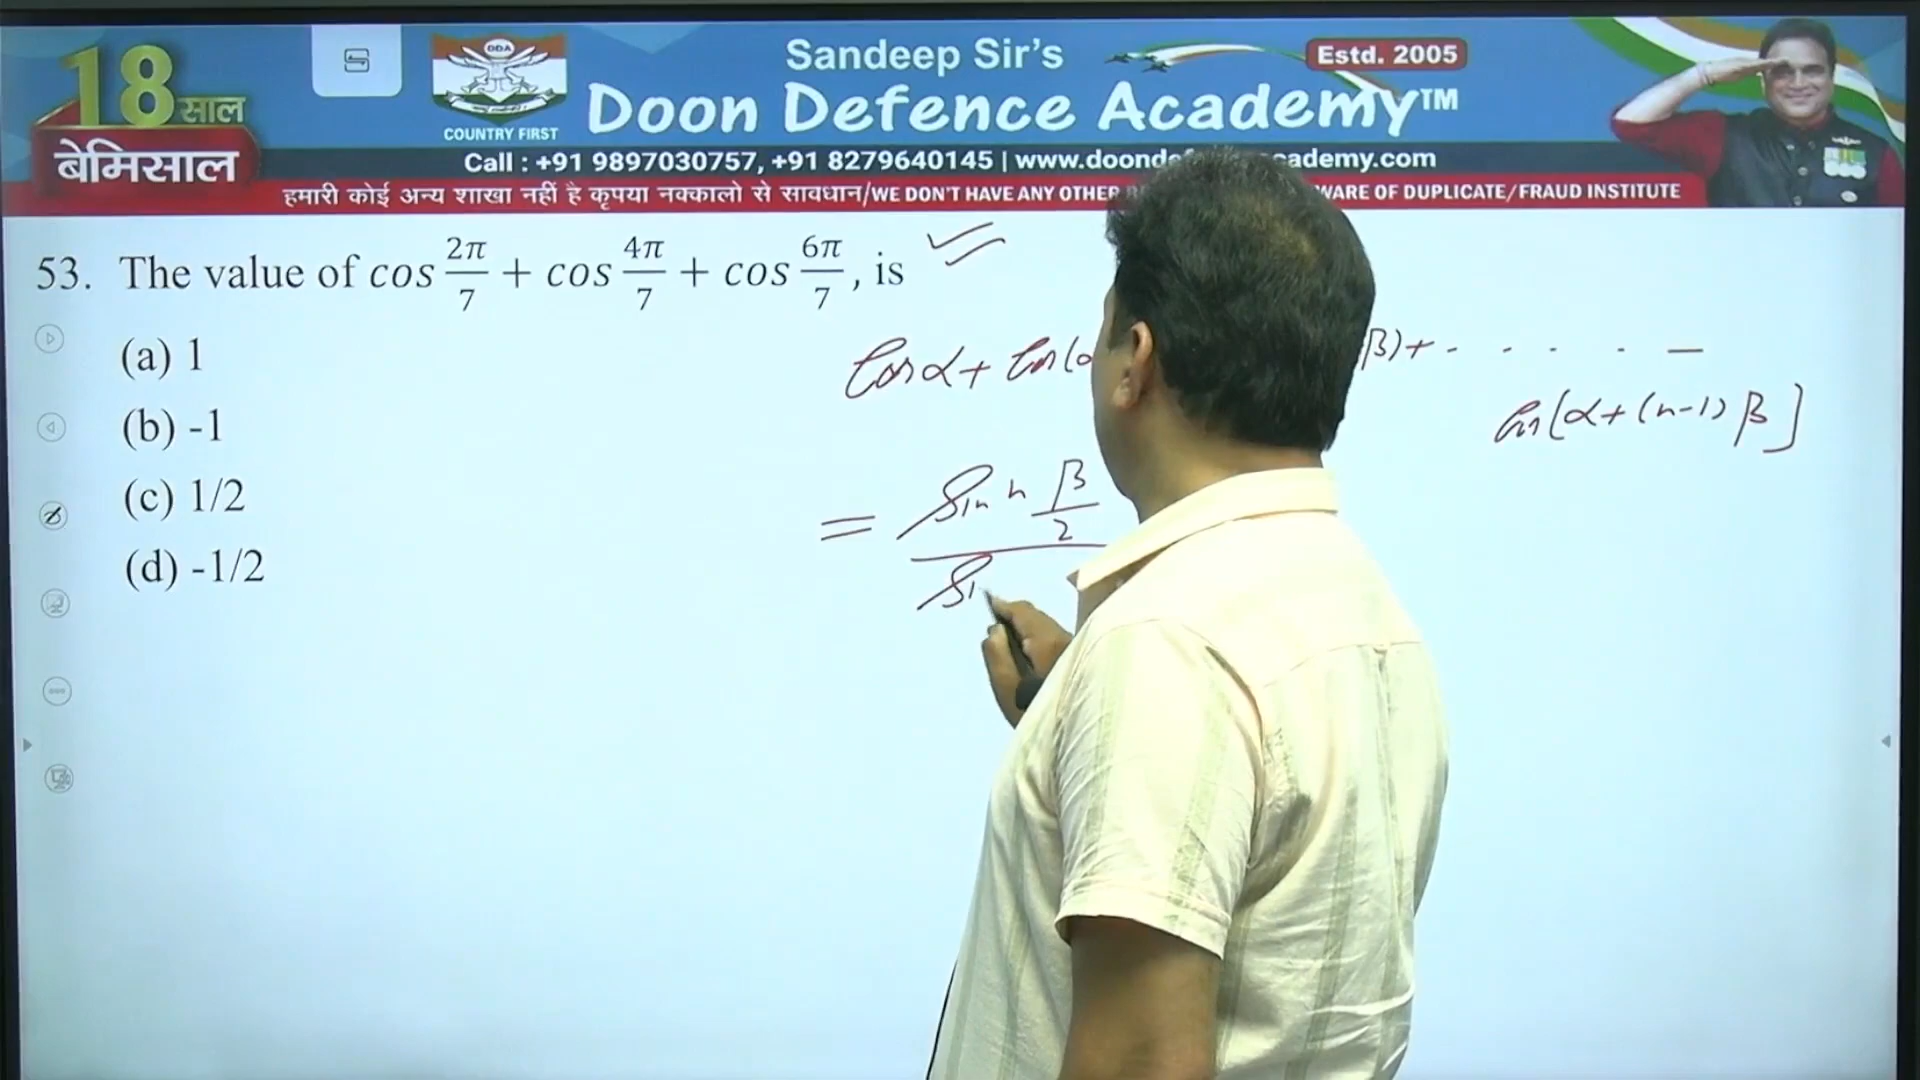 18 साल
बेमिसाल
DDA
COUNTRY FIRST
Sandeep Sir's
Estd. 2005
Doon Defence Academy™
Call : +91 9897030757, +91 8279640145 | www.doond academy.com
हमारी कोई अन्य शाखा नहीं है कृपया नक्कालो से सावधान/WE DON'T HAVE ANY OTHER WARE OF DUPLICATE/FRAUD INSTITUTE
53. The value of cos 2π/7 + cos 4π/7 + cos 6π/7 , is
(a) 1
(b) -1
(c) 1/2
(d) -1/2
Cos α + Cos (α β) + . . . . . —
Cos [α + (n-1) β]
= Sin n β/2
Sin